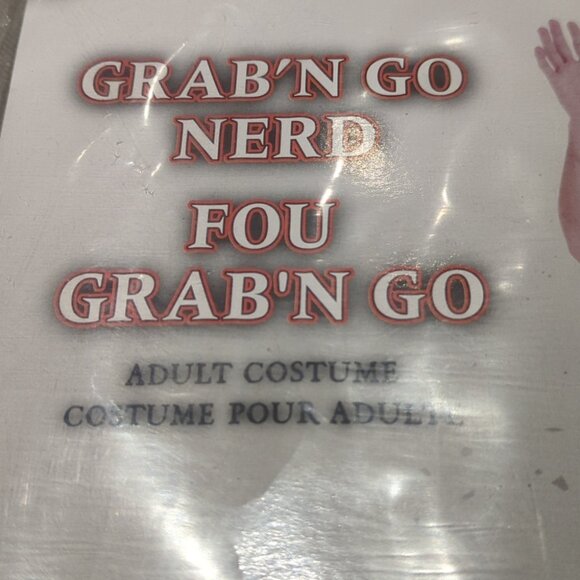 GRAB'N GO
NERD
FOU
GRAB'N GO
ADULT COSTUME
COSTUME POUR ADULTE